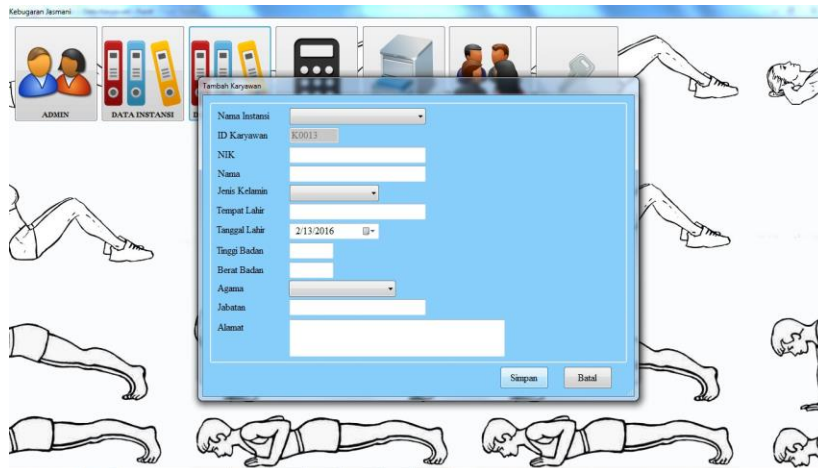 Kebugaran Jasmani
ADMIN
DATA INSTANSI
Tambah Karyawan
Nama Instansi
ID Karyawan K0013
NIK
Nama
Jenis Kelamin
Tempat Lahir
Tanggal Lahir 2/13/2016
Tinggi Badan
Berat Badan
Agama
Jabatan
Alamat
Simpan Batal